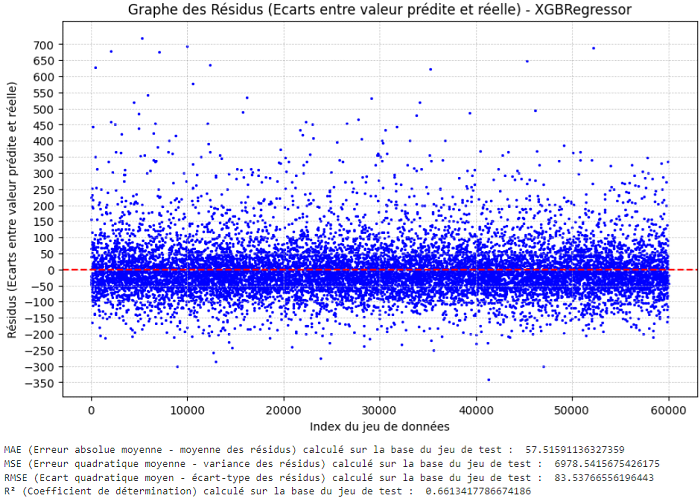 Graphe des Résidus (Ecarts entre valeur prédite et réelle) - XGBRegressor
Résidus (Ecarts entre valeur prédite et réelle)
700
650
600
550
500
450
400
350
300
250
200
150
100
50
0
−50
−100
−150
−200
−250
−300
−350
0 10000 20000 30000 40000 50000 60000
Index du jeu de données
MAE (Erreur absolue moyenne - moyenne des résidus) calculé sur la base du jeu de test : 57.51591136327359
MSE (Erreur quadratique moyenne - variance des résidus) calculé sur la base du jeu de test : 6978.5415675426175
RMSE (Ecart quadratique moyen - écart-type des résidus) calculé sur la base du jeu de test : 83.53766556196443
R² (Coefficient de détermination) calculé sur la base du jeu de test : 0.6613417786674186